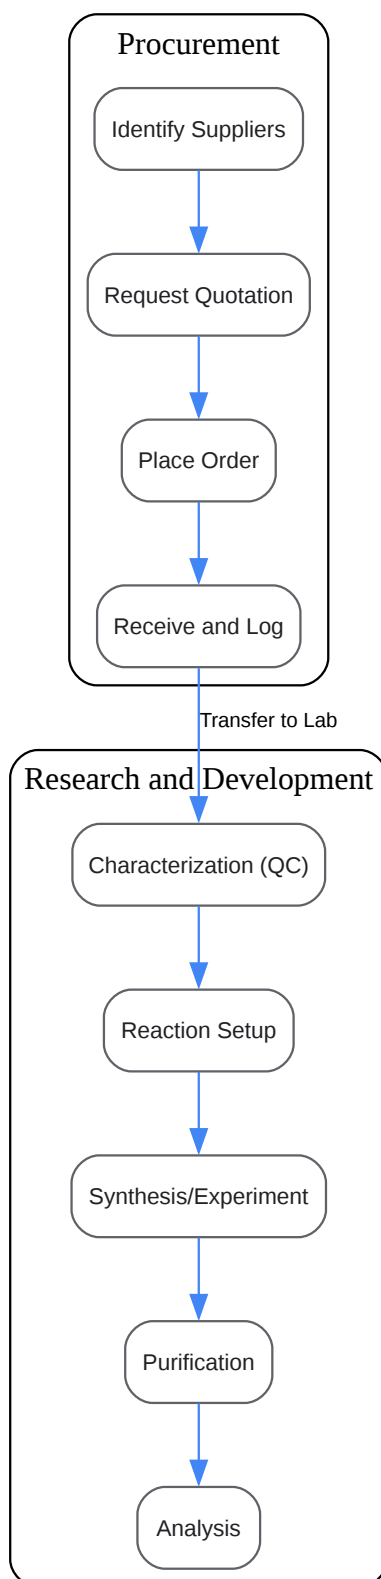 Procurement
Identify Suppliers
Request Quotation
Place Order
Receive and Log
Transfer to Lab
Research and Development
Characterization (QC)
Reaction Setup
Synthesis/Experiment
Purification
Analysis